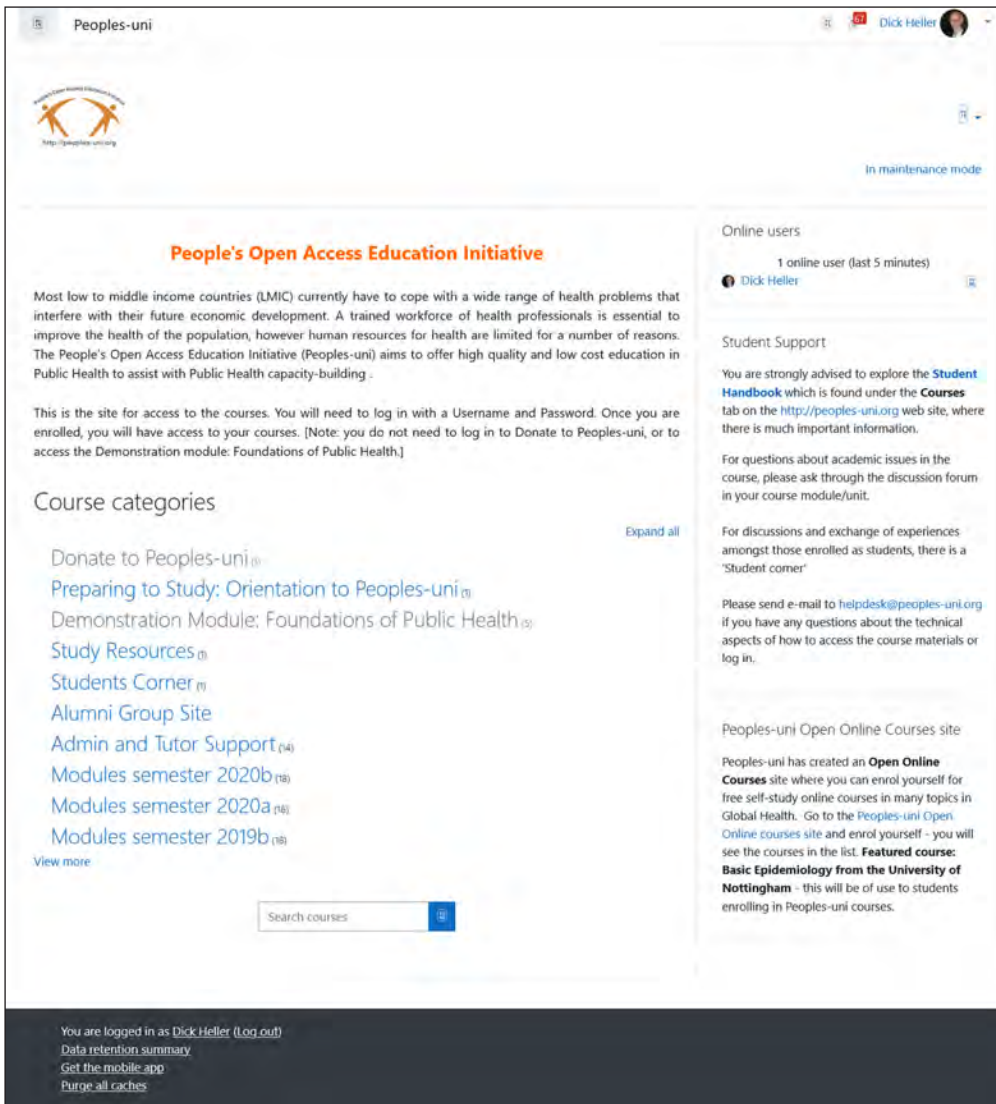 Peoples-uni
67
Dick Heller
People's Open Access Education Initiative
http://peoples-uni.org
In maintenance mode
People's Open Access Education Initiative
Most low to middle income countries (LMIC) currently have to cope with a wide range of health problems that
interfere with their future economic development. A trained workforce of health professionals is essential to
improve the health of the population, however human resources for health are limited for a number of reasons.
The People's Open Access Education Initiative (Peoples-uni) aims to offer high quality and low cost education in
Public Health to assist with Public Health capacity-building .
This is the site for access to the courses. You will need to log in with a Username and Password. Once you are
enrolled, you will have access to your courses. [Note: you do not need to log in to Donate to Peoples-uni, or to
access the Demonstration module: Foundations of Public Health.]
Course categories
Expand all
Donate to Peoples-uni
Preparing to Study: Orientation to Peoples-uni (1)
Demonstration Module: Foundations of Public Health
Study Resources (1)
Students Corner (1)
Alumni Group Site
Admin and Tutor Support (14)
Modules semester 2020b (18)
Modules semester 2020a (18)
Modules semester 2019b (18)
View more
Search courses
Online users
1 online user (last 5 minutes)
Dick Heller
Student Support
You are strongly advised to explore the Student
Handbook which is found under the Courses
tab on the http://peoples-uni.org web site, where
there is much important information.
For questions about academic issues in the
course, please ask through the discussion forum
in your course module/unit.
For discussions and exchange of experiences
amongst those enrolled as students, there is a
'Student corner'
Please send e-mail to helpdesk@peoples-uni.org
if you have any questions about the technical
aspects of how to access the course materials or
log in.
Peoples-uni Open Online Courses site
Peoples-uni has created an Open Online
Courses site where you can enrol yourself for
free self-study online courses in many topics in
Global Health. Go to the Peoples-uni Open
Online courses site and enrol yourself - you will
see the courses in the list. Featured course:
Basic Epidemiology from the University of
Nottingham - this will be of use to students
enrolling in Peoples-uni courses.
You are logged in as Dick Heller (Log out)
Data retention summary
Get the mobile app
Purge all caches